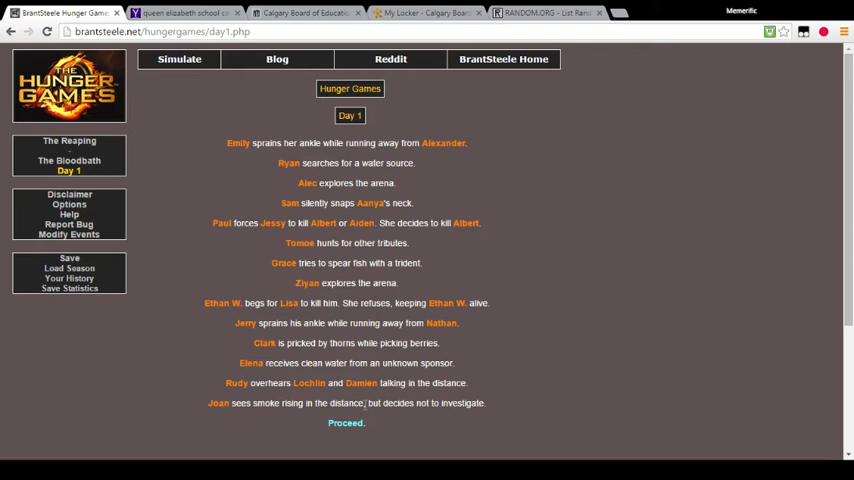 BrantSteele Hunger Game
queen elizabeth school ca
Calgary Board of Educatio
My Locker - Calgary Boar
RANDOM.ORG - List Ran
Memerific
brantsteele.net/hungergames/day1.php
THE HUNGER GAMES
Simulate Blog Reddit BrantSteele Home
Hunger Games
Day 1
The Reaping
-
The Bloodbath
Day 1
Disclaimer
Options
Help
Report Bug
Modify Events
Save
Load Season
Your History
Save Statistics
Emily sprains her ankle while running away from Alexander.
Ryan searches for a water source.
Alec explores the arena.
Sam silently snaps Aanya's neck.
Paul forces Jessy to kill Albert or Aiden. She decides to kill Albert.
Tomoe hunts for other tributes.
Grace tries to spear fish with a trident.
Ziyan explores the arena.
Ethan W. begs for Lisa to kill him. She refuses, keeping Ethan W. alive.
Jerry sprains his ankle while running away from Nathan.
Clark is pricked by thorns while picking berries.
Elena receives clean water from an unknown sponsor.
Rudy overhears Lochlin and Damien talking in the distance.
Joan sees smoke rising in the distance, but decides not to investigate.
Proceed.